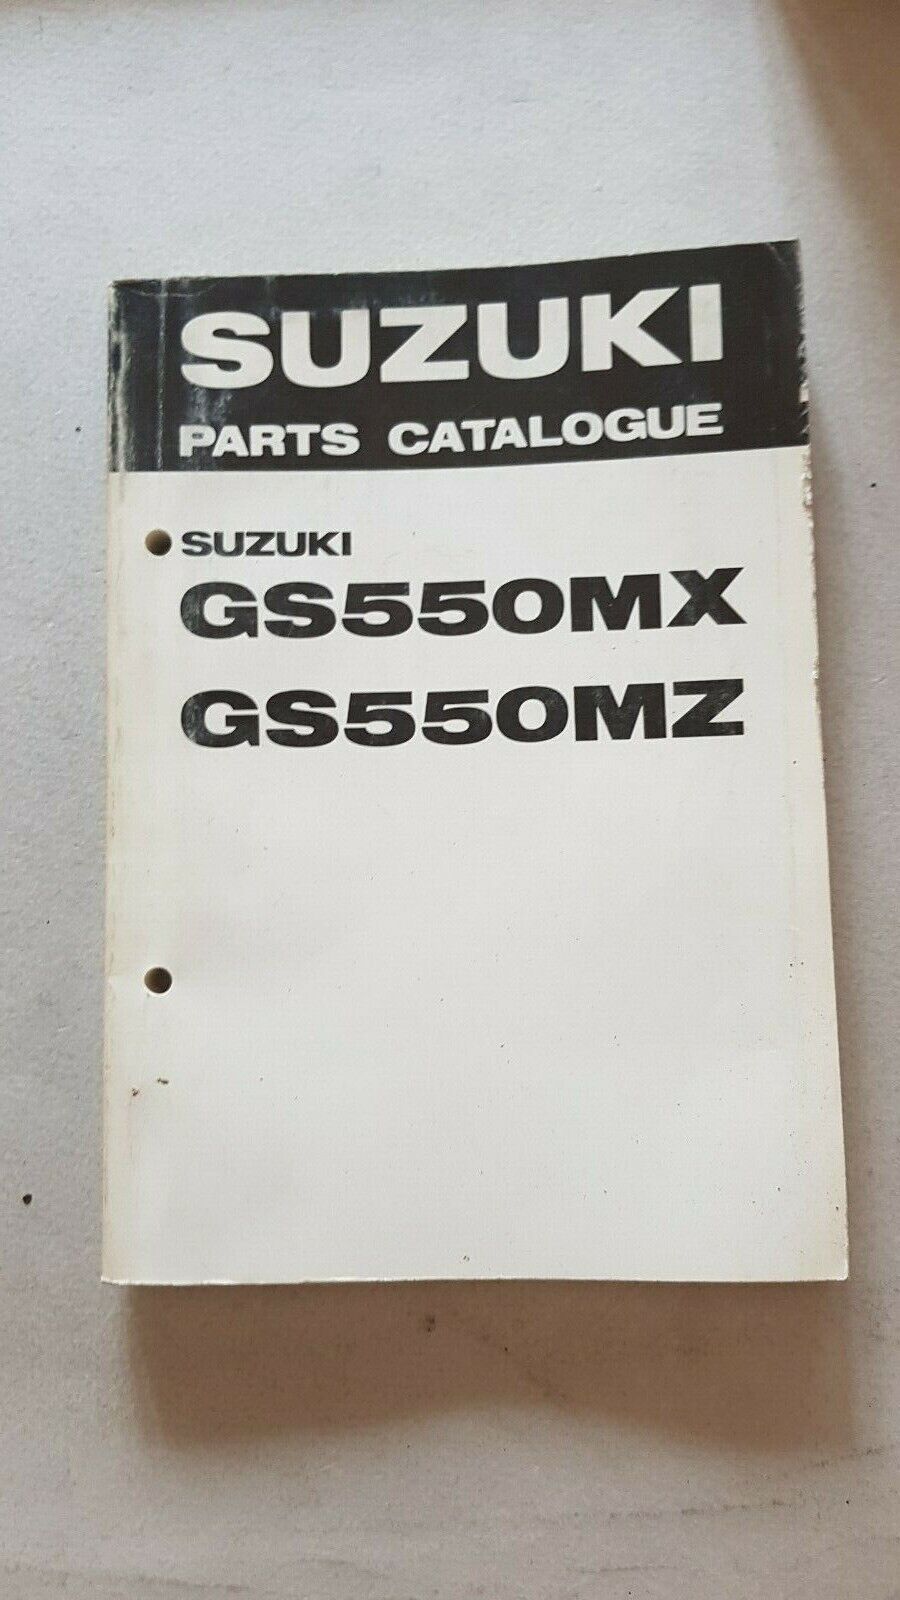 SUZUKI
PARTS CATALOGUE
SUZUKI
GS550MX
GS550MZ